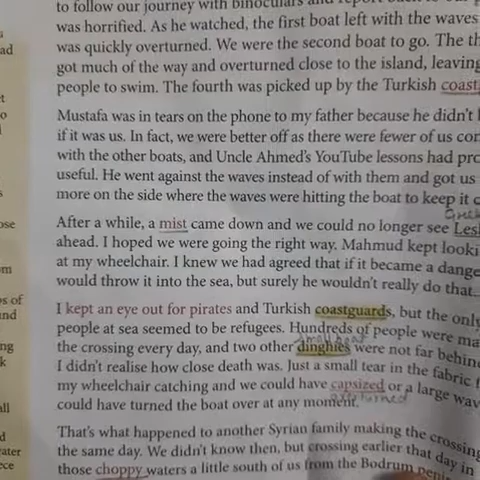 to follow our journey with binoculars and report back to our
was horrified. As he watched, the first boat left with the waves
was quickly overturned. We were the second boat to go. The th
got much of the way and overturned close to the island, leaving
people to swim. The fourth was picked up by the Turkish coast
Mustafa was in tears on the phone to my father because he didn't
if it was us. In fact, we were better off as there were fewer of us com
with the other boats, and Uncle Ahmed's YouTube lessons had pro
useful. He went against the waves instead of with them and got us
more on the side where the waves were hitting the boat to keep it
Greek
After a while, a mist came down and we could no longer see Les
ahead. I hoped we were going the right way. Mahmud kept looki
at my wheelchair. I knew we had agreed that if it became a dange
would throw it into the sea, but surely he wouldn't really do that
I kept an eye out for pirates and Turkish coastguards, but the only
people at sea seemed to be refugees. Hundreds of people were ma
small boat
the crossing every day, and two other dinghies were not far behin
I didn't realise how close death was. Just a small tear in the fabric f
my wheelchair catching and we could have capsized or a large wav
overturned
could have turned the boat over at any moment.
That's what happened to another Syrian family making the crossing
the same day. We didn't know then, but crossing earlier that day in
those choppy waters a little south of us from the Bodrum penin